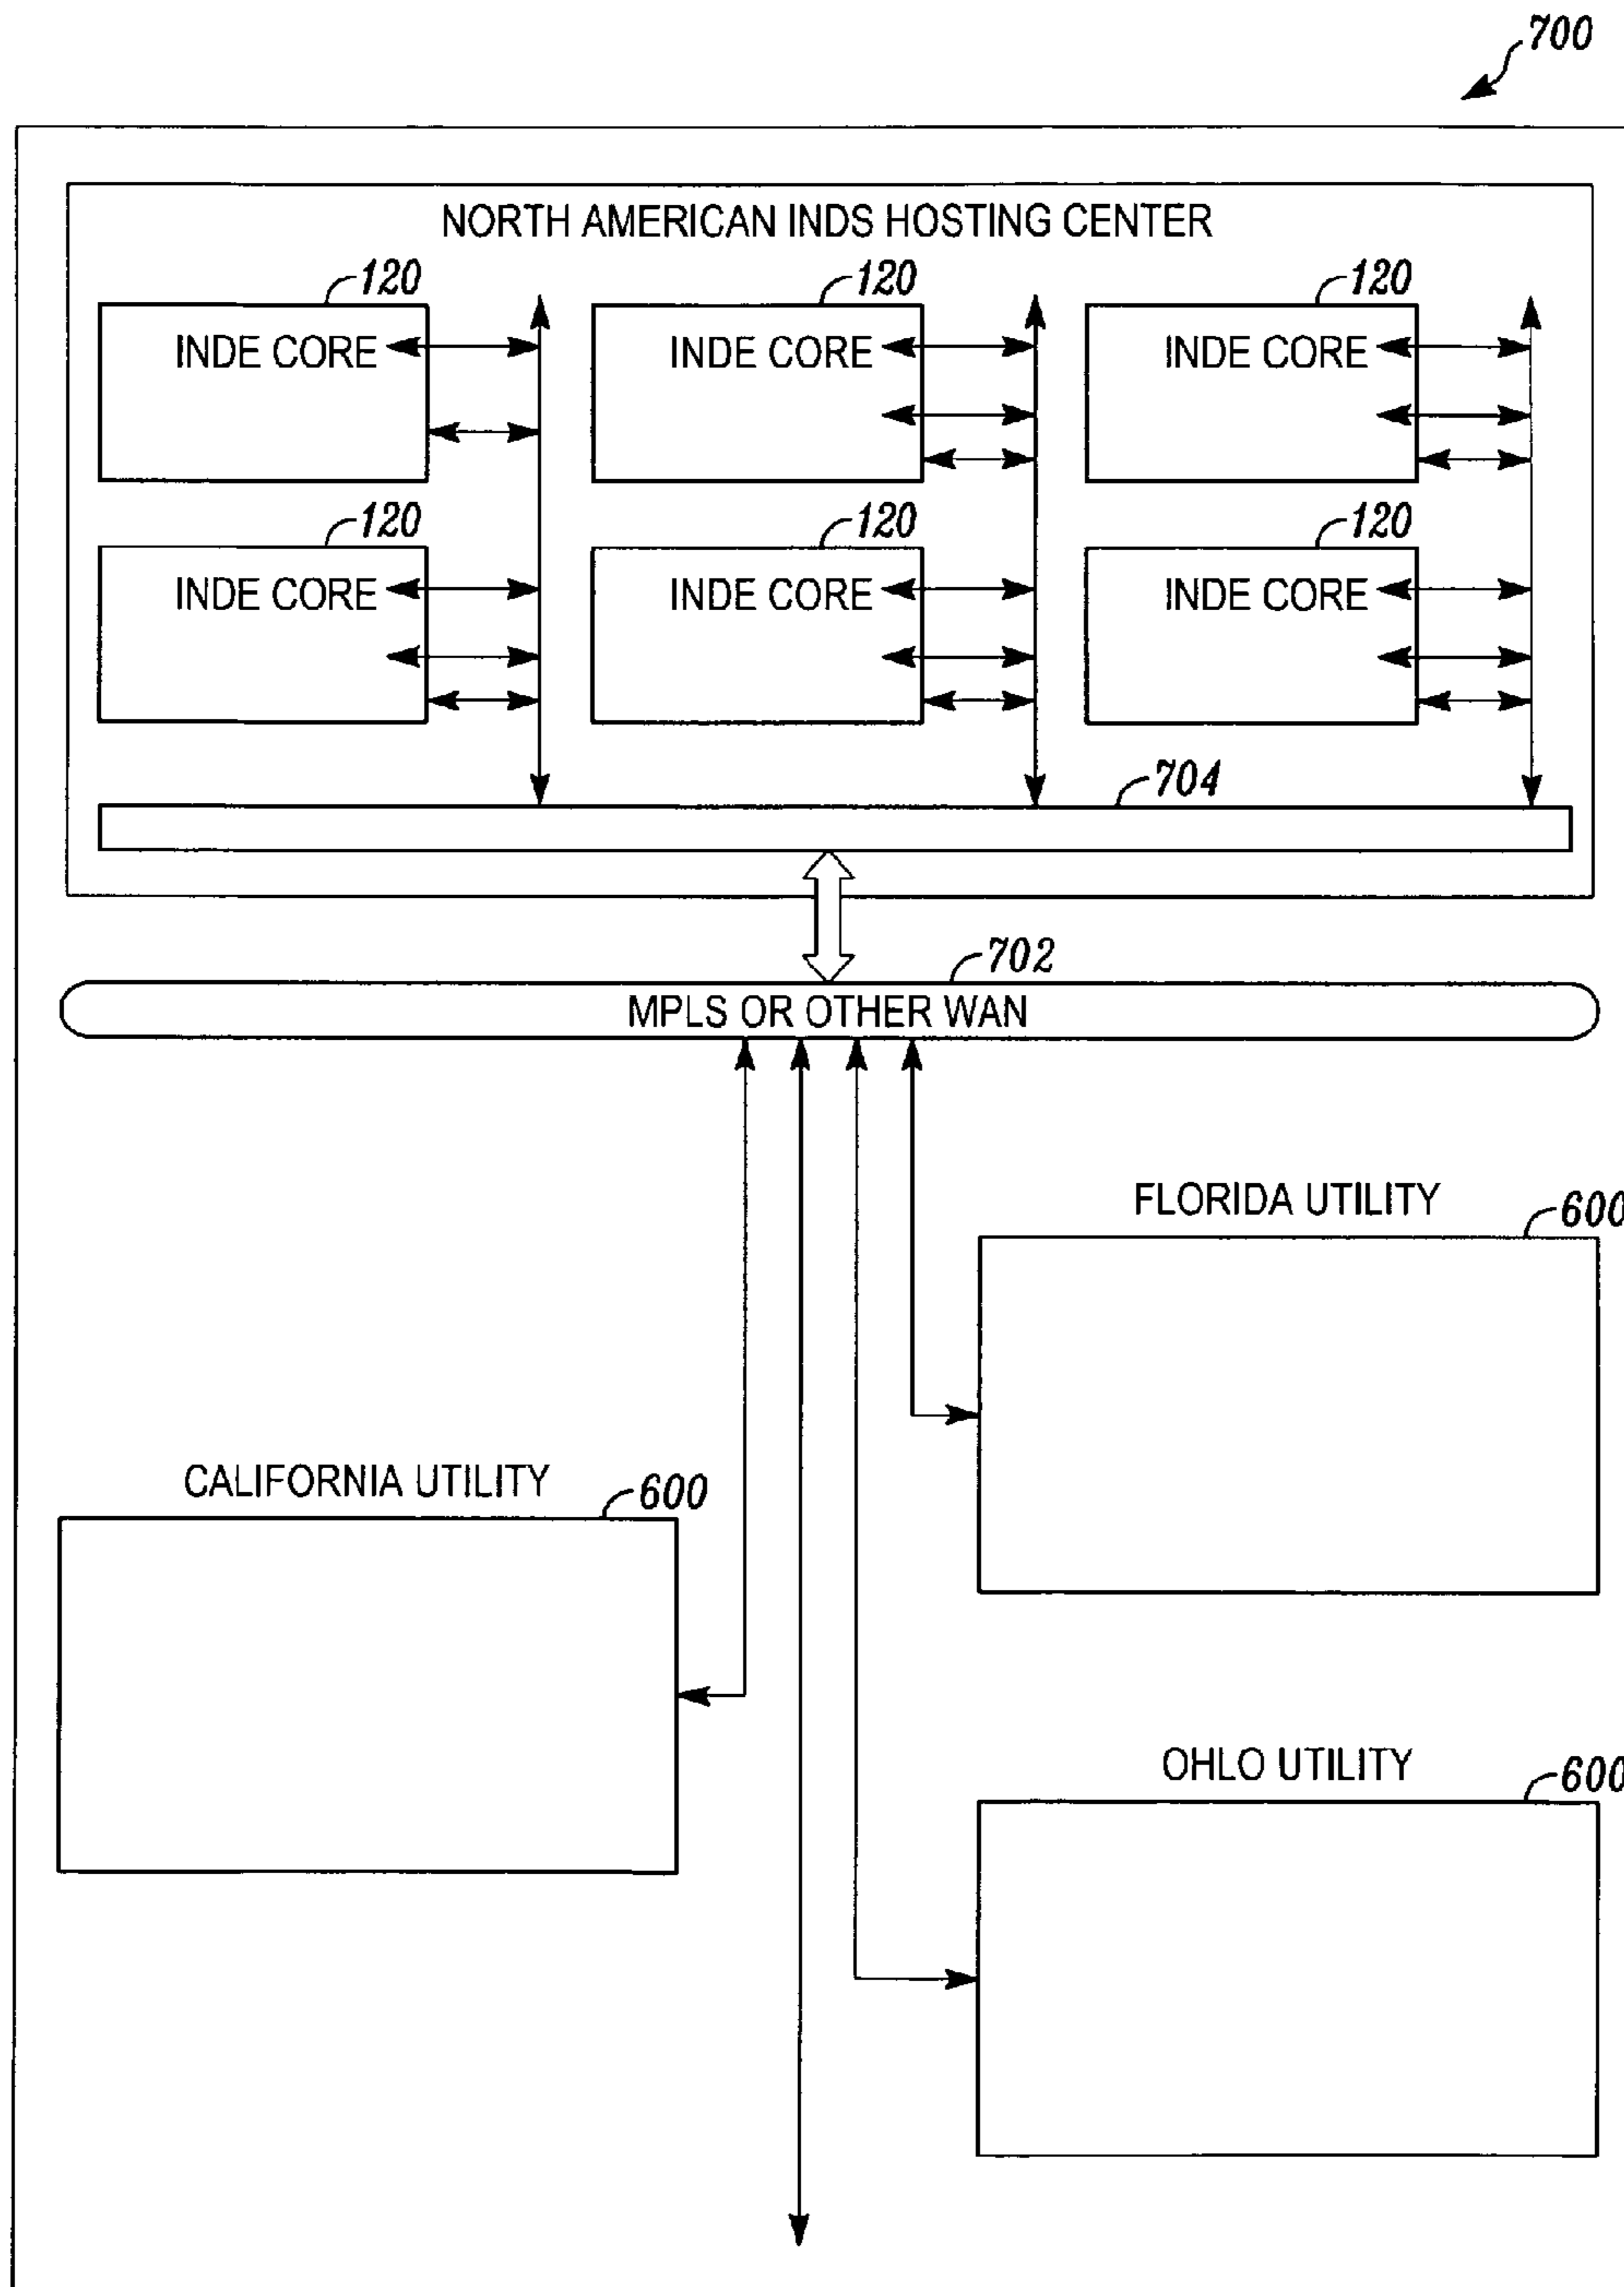 700
NORTH AMERICAN INDS HOSTING CENTER
120 120 120
INDE CORE INDE CORE INDE CORE
120 120 120
INDE CORE INDE CORE INDE CORE
704
702
MPLS OR OTHER WAN
FLORIDA UTILITY
600
CALIFORNIA UTILITY
600
OHLO UTILITY
600